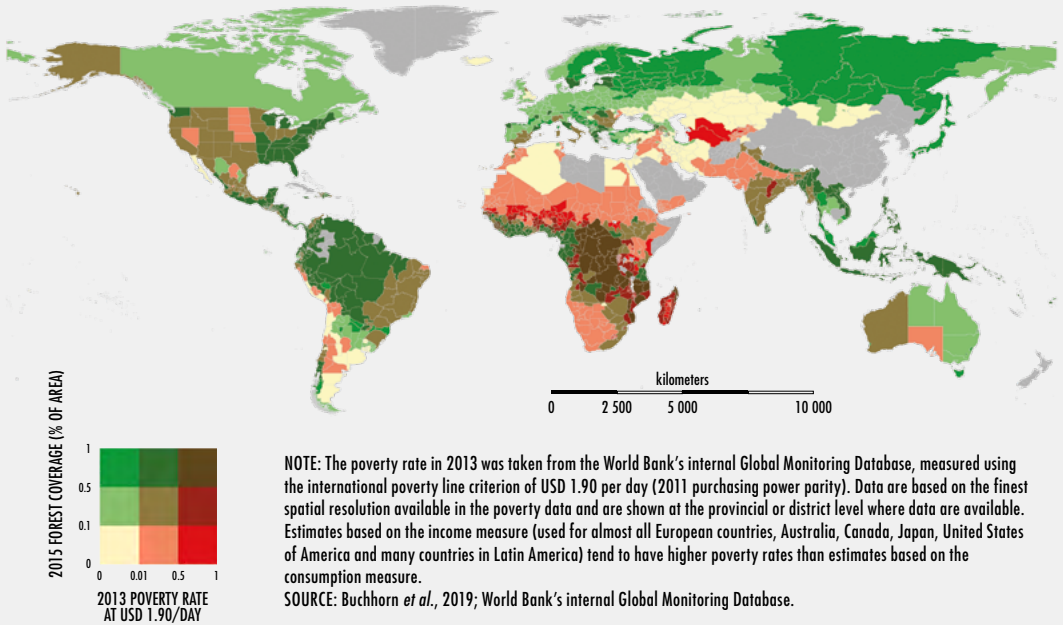 kilometers
0 2 500 5 000 10 000
2015 FOREST COVERAGE (% OF AREA)
1
0.5
0.1
0
0 0.01 0.5 1
2013 POVERTY RATE
AT USD 1.90/DAY
NOTE: The poverty rate in 2013 was taken from the World Bank's internal Global Monitoring Database, measured using
the international poverty line criterion of USD 1.90 per day (2011 purchasing power parity). Data are based on the finest
spatial resolution available in the poverty data and are shown at the provincial or district level where data are available.
Estimates based on the income measure (used for almost all European countries, Australia, Canada, Japan, United States
of America and many countries in Latin America) tend to have higher poverty rates than estimates based on the
consumption measure.
SOURCE: Buchhorn et al., 2019; World Bank's internal Global Monitoring Database.